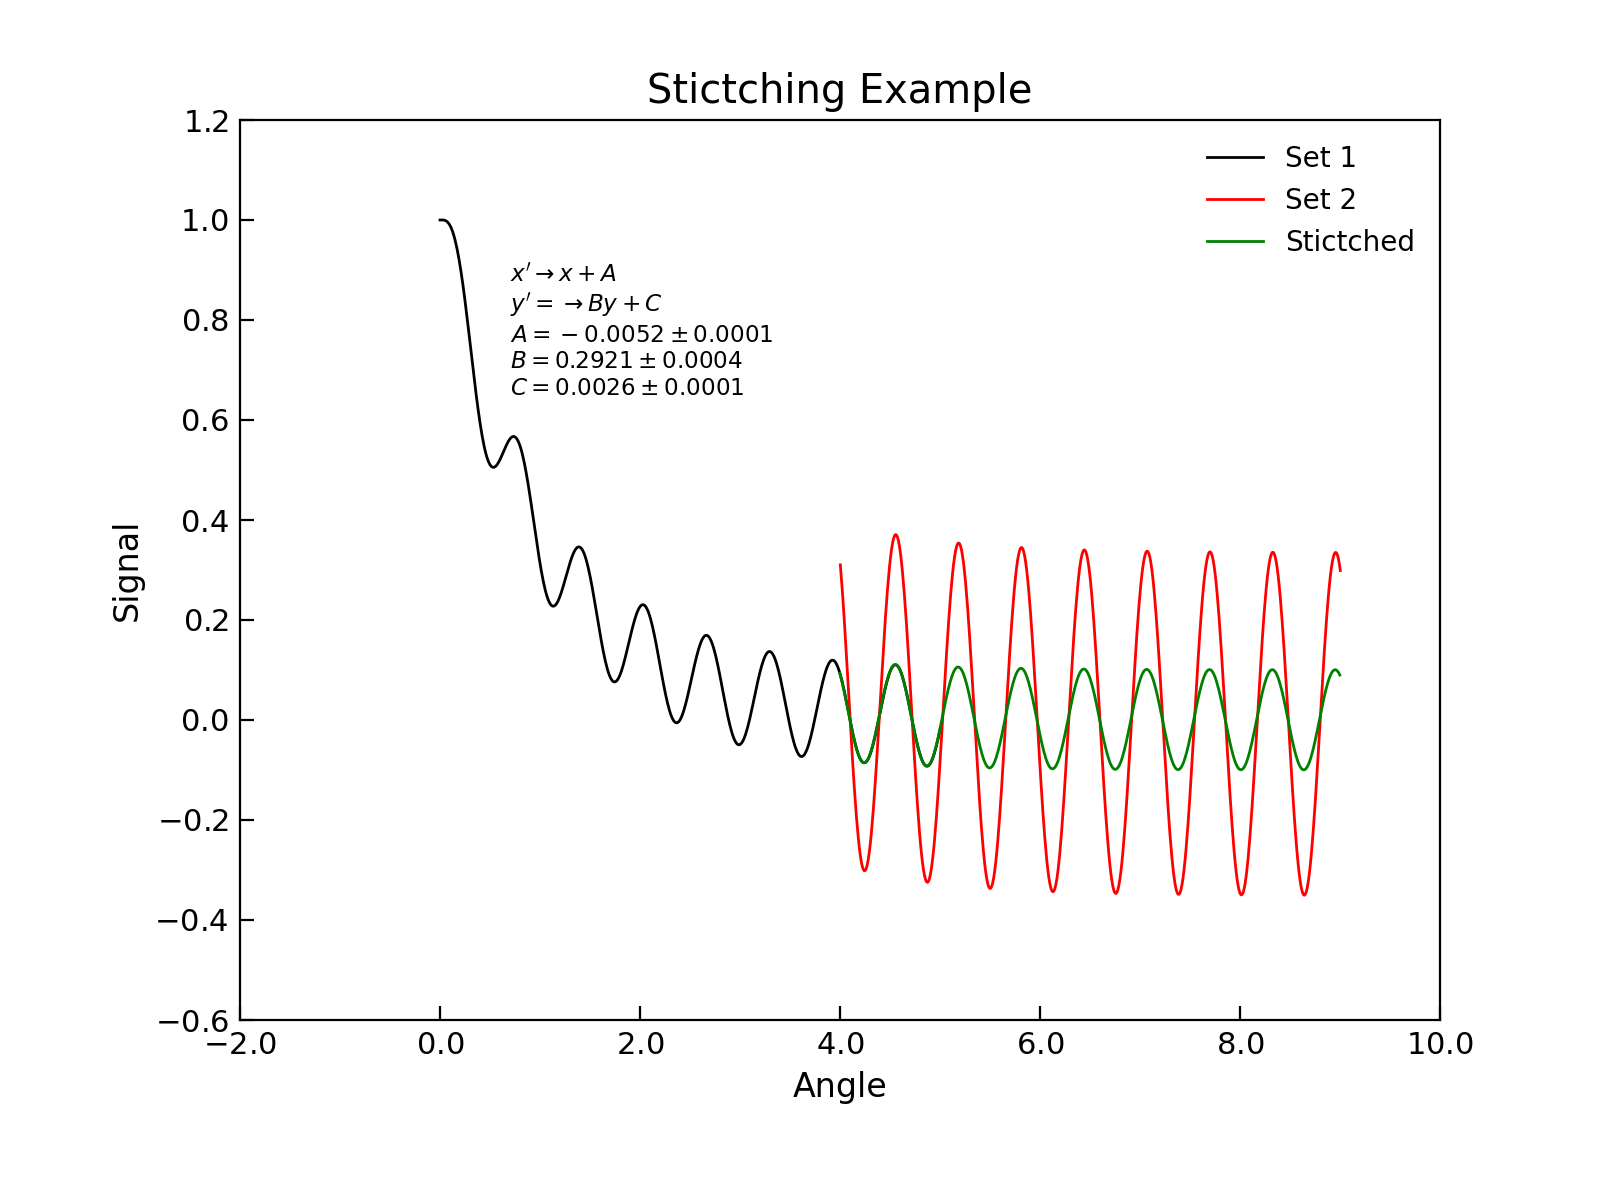 Stictching Example
1.2
1.0
0.8
0.6
0.4
0.2
0.0
−0.2
−0.4
−0.6
Signal
x′ → x + A
y′ = → By + C
A = − 0.0052 ± 0.0001
B = 0.2921 ± 0.0004
C = 0.0026 ± 0.0001
Set 1
Set 2
Stictched
−2.0 0.0 2.0 4.0 6.0 8.0 10.0
Angle